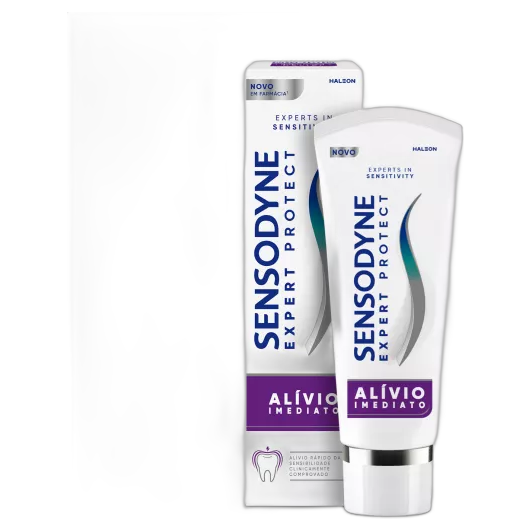 NOVO
EM FARMÁCIA¹
HALEON
EXPERTS IN
SENSITIVITY
SENSODYNE
EXPERT PROTECT
ALÍVIO
IMEDIATO
ALÍVIO RÁPIDO DA
SENSIBILIDADE
CLINICAMENTE
COMPROVADO
NOVO
HALEON
EXPERTS IN
SENSITIVITY
SENSODYNE
EXPERT PROTECT
ALÍVIO
IMEDIATO